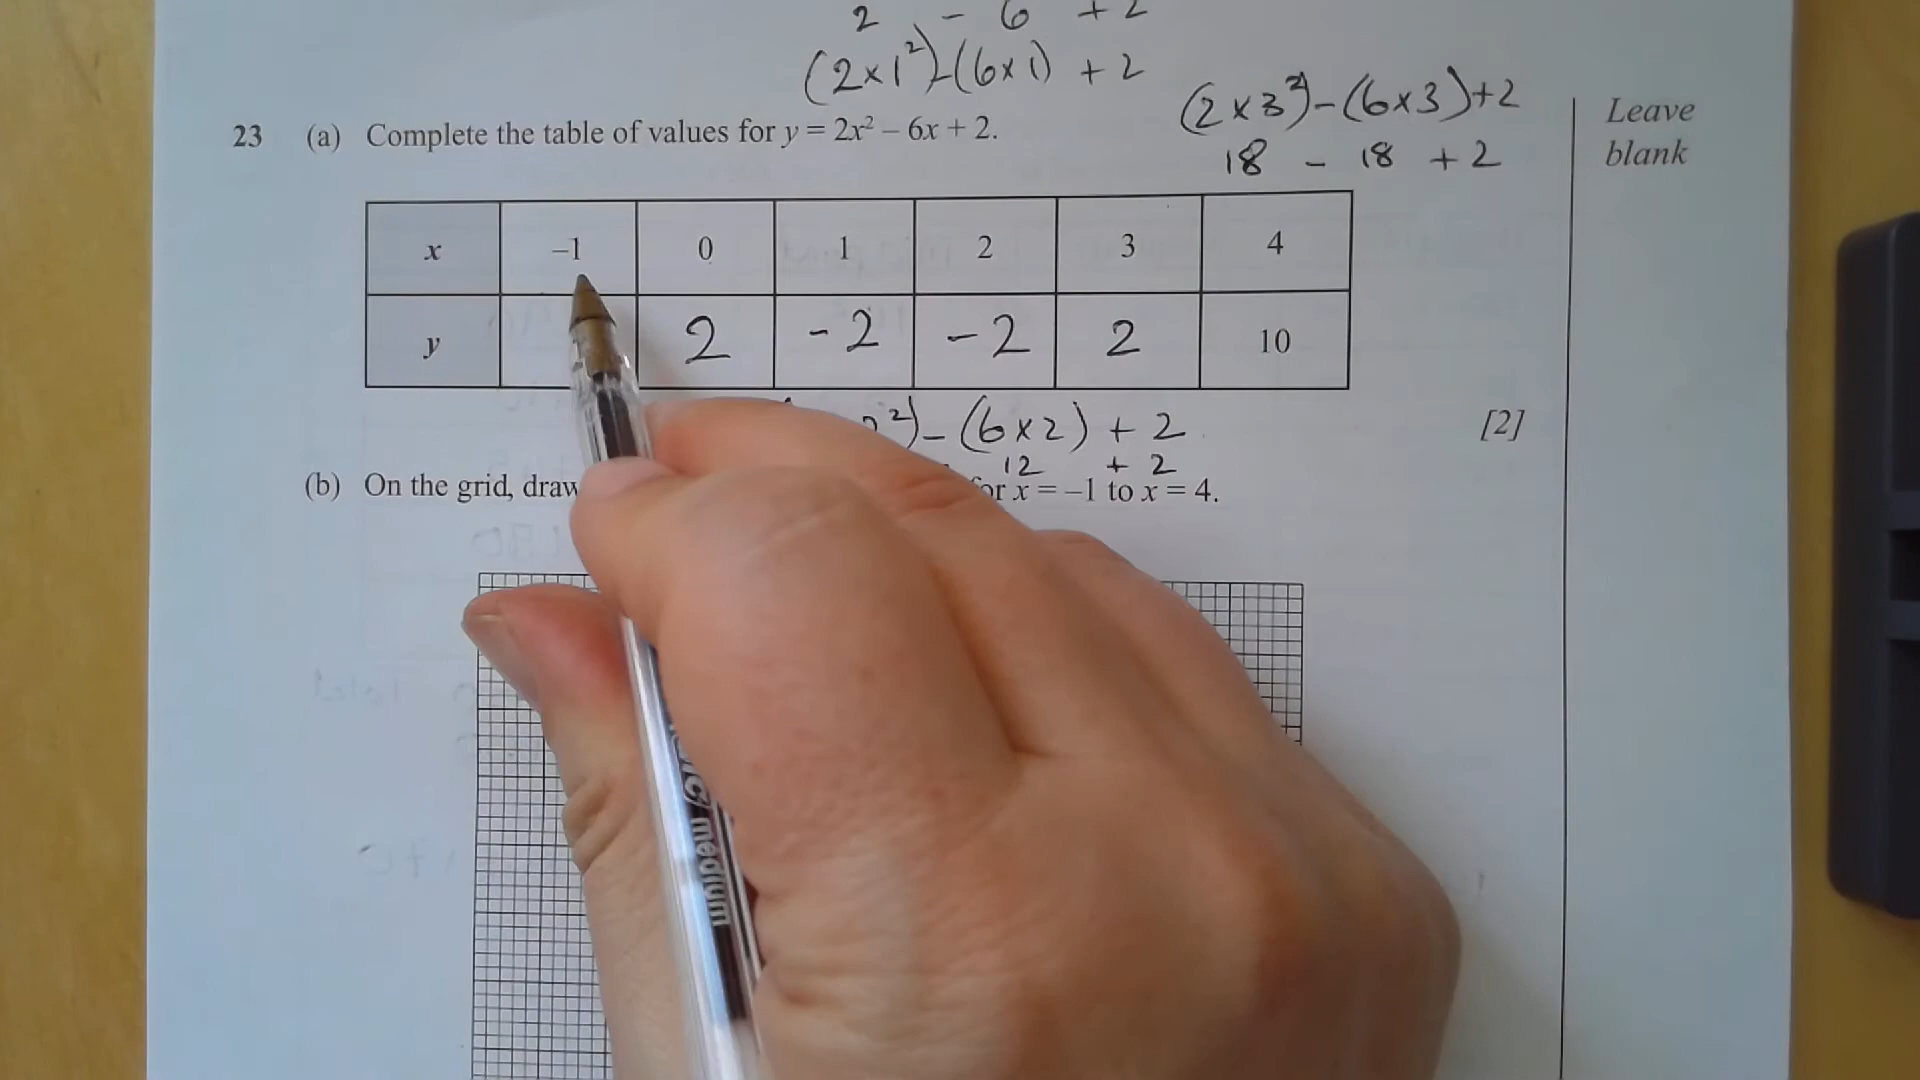 2 - 6 + 2
(2×1²)-(6×1) + 2
(2×3²)-(6×3)+2
18 - 18 + 2
Leave
blank
23 (a) Complete the table of values for y = 2x² – 6x + 2.
x –1 0 1 2 3 4
y 2 -2 -2 2 10
²) - (6×2) + 2
[2]
12 + 2
(b) On the grid, draw for x = –1 to x = 4.
medium